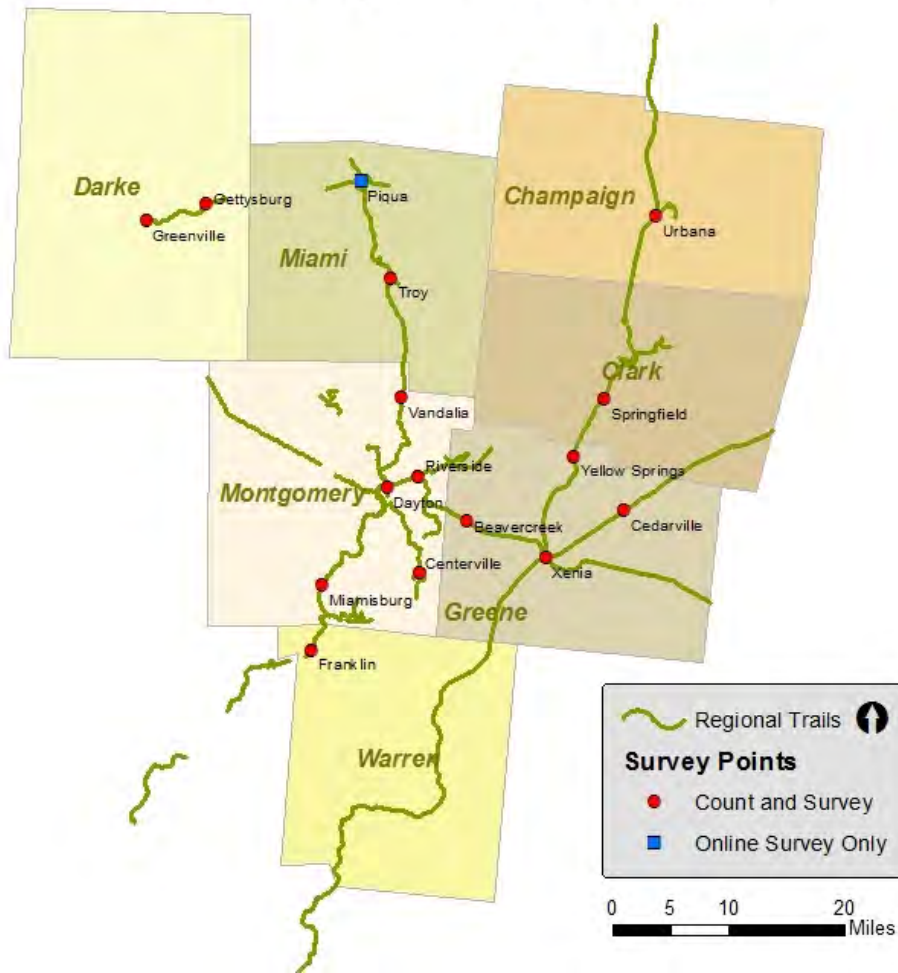 Darke
Gettysburg
Greenville
Piqua
Miami
Troy
Champaign
Urbana
Clark
Springfield
Vandalia
Riverside
Montgomery
Dayton
Yellow Springs
Beavercreek
Cedarville
Centerville
Xenia
Miamisburg
Greene
Franklin
Warren
Regional Trails
Survey Points
Count and Survey
Online Survey Only
0 5 10 20
Miles